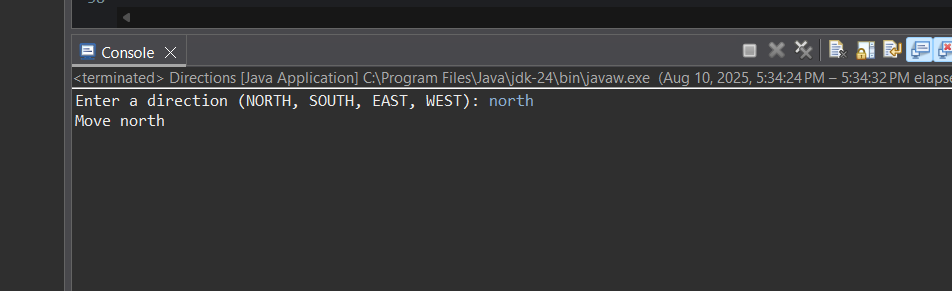 Console
<terminated> Directions [Java Application] C:\Program Files\Java\jdk-24\bin\javaw.exe (Aug 10, 2025, 5:34:24 PM – 5:34:32 PM elapse
Enter a direction (NORTH, SOUTH, EAST, WEST): north
Move north